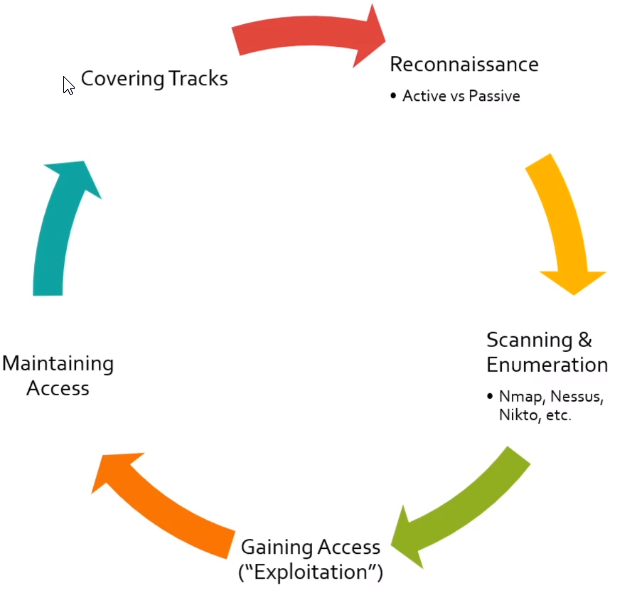 Covering Tracks
Reconnaissance
• Active vs Passive
Scanning &
Enumeration
• Nmap, Nessus,
Nikto, etc.
Gaining Access
(“Exploitation”)
Maintaining
Access